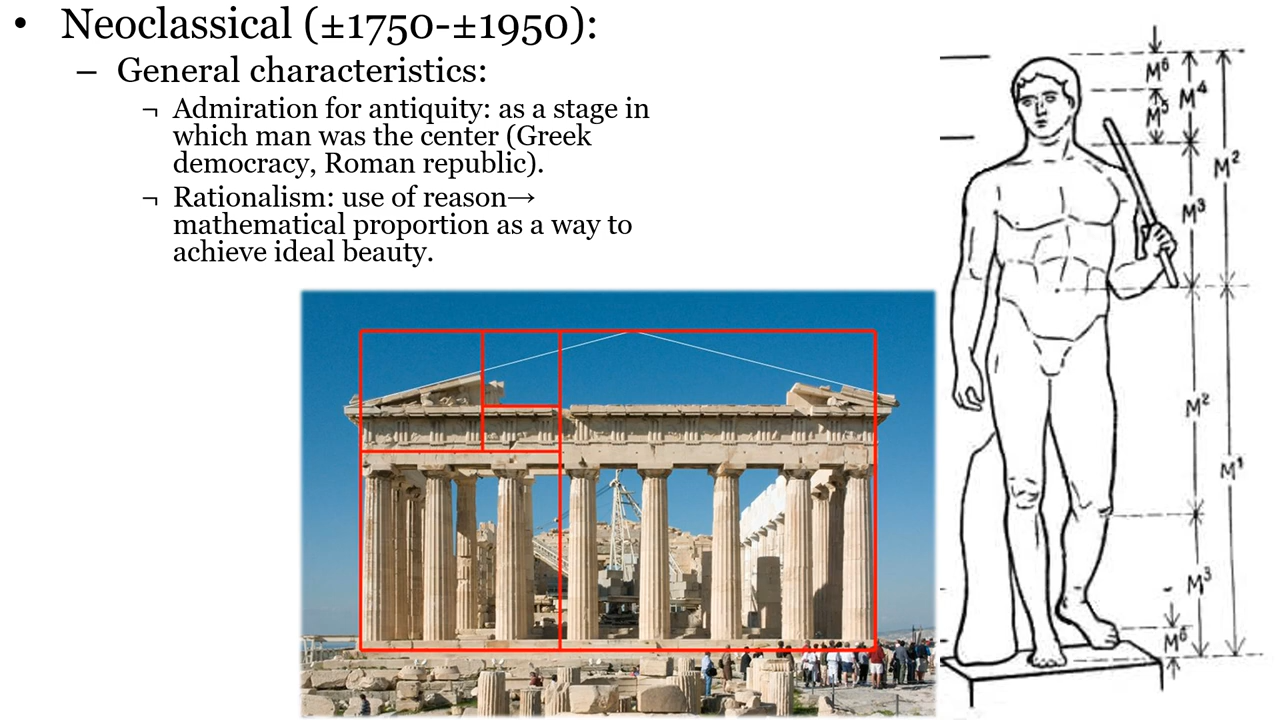 • Neoclassical (±1750-±1950):
– General characteristics:
¬ Admiration for antiquity: as a stage in
which man was the center (Greek
democracy, Roman republic).
¬ Rationalism: use of reason→
mathematical proportion as a way to
achieve ideal beauty.
M⁶
M⁵
M⁴
M²
M³
M²
M¹
M³
M⁶